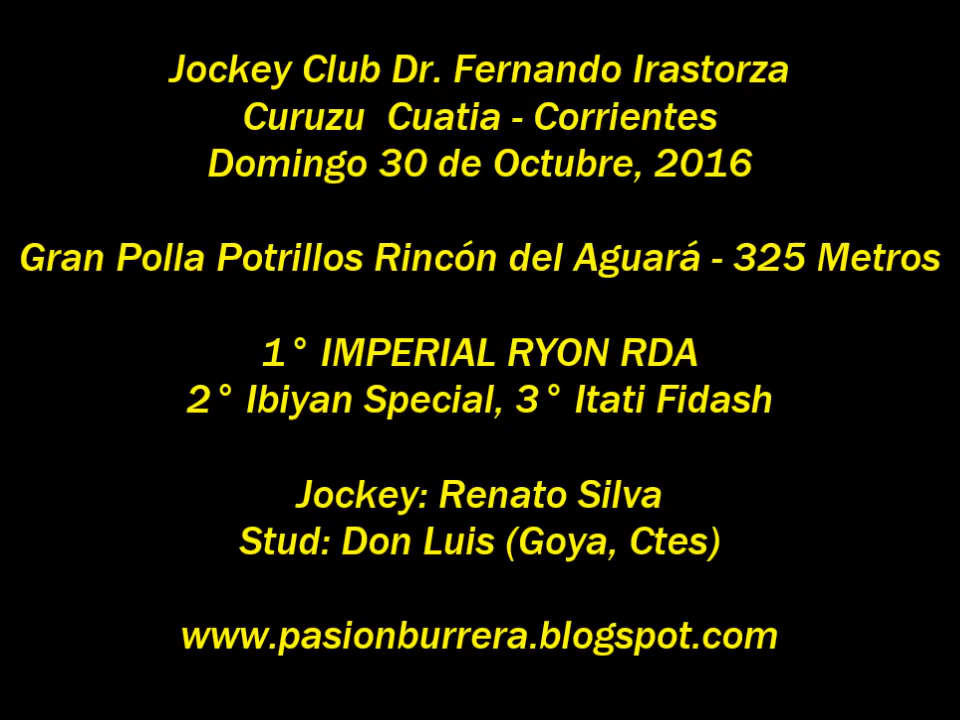 Jockey Club Dr. Fernando Irastorza
Curuzu  Cuatia - Corrientes
Domingo 30 de Octubre, 2016
Gran Polla Potrillos Rincón del Aguará - 325 Metros
1° IMPERIAL RYON RDA
2° Ibiyan Special, 3° Itati Fidash
Jockey: Renato Silva
Stud: Don Luis (Goya, Ctes)
www.pasionburrera.blogspot.com